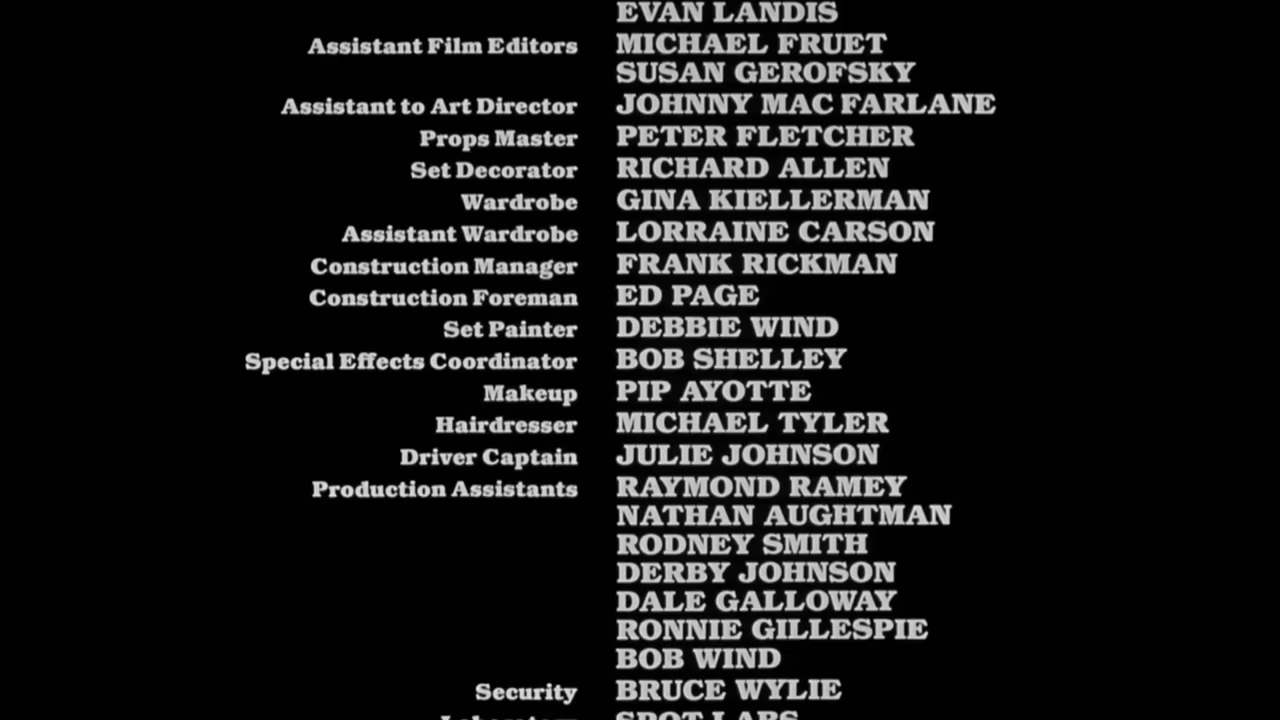 EVAN LANDIS
Assistant Film Editors MICHAEL FRUET
SUSAN GEROFSKY
Assistant to Art Director JOHNNY MAC FARLANE
Props Master PETER FLETCHER
Set Decorator RICHARD ALLEN
Wardrobe GINA KIELLERMAN
Assistant Wardrobe LORRAINE CARSON
Construction Manager FRANK RICKMAN
Construction Foreman ED PAGE
Set Painter DEBBIE WIND
Special Effects Coordinator BOB SHELLEY
Makeup PIP AYOTTE
Hairdresser MICHAEL TYLER
Driver Captain JULIE JOHNSON
Production Assistants RAYMOND RAMEY
NATHAN AUGHTMAN
RODNEY SMITH
DERBY JOHNSON
DALE GALLOWAY
RONNIE GILLESPIE
BOB WIND
Security BRUCE WYLIE
Laboratory SPOT LABS